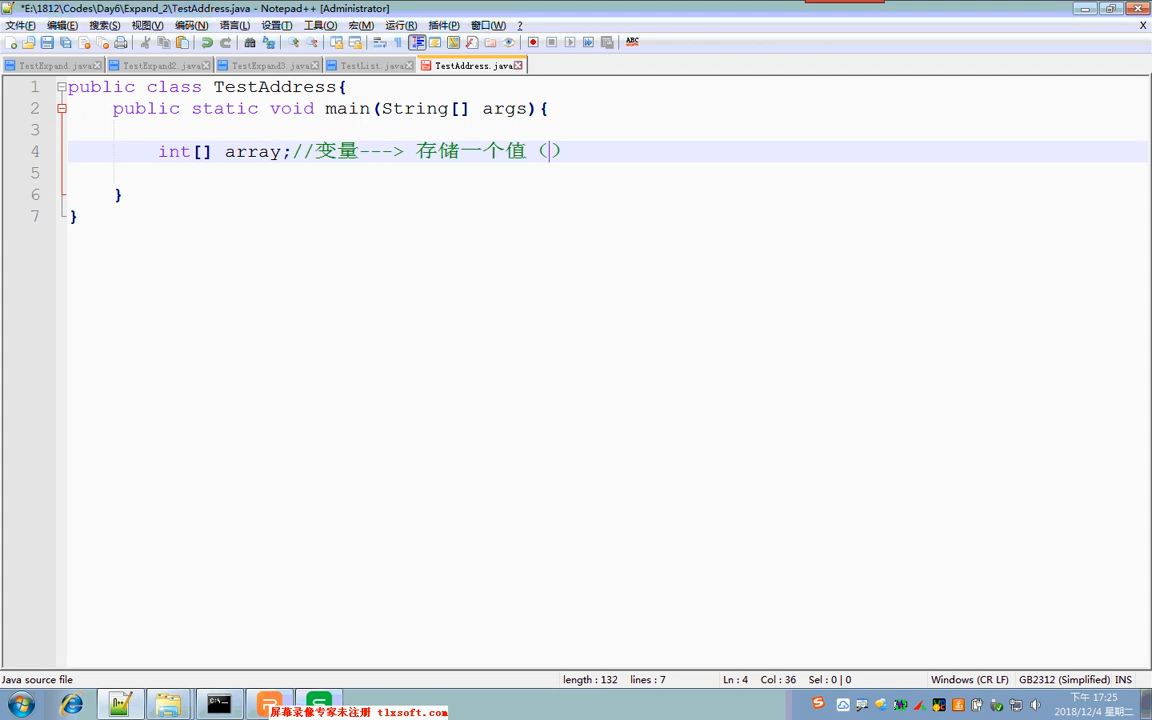 *E:\1812\Codes\Day6\Expand_2\TestAddress.java - Notepad++ [Administrator]
文件(F) 编辑(E) 搜索(S) 视图(V) 编码(N) 语言(L) 设置(T) 工具(O) 宏(M) 运行(R) 插件(P) 窗口(W) ? X
ABC
TestExpand.java TestExpand2.java TestExpand3.java TestList.java TestAddress.java
1 public class TestAddress{
2 public static void main(String[] args){
3
4 int[] array;//变量---> 存储一个值（）
5
6 }
7 }
Java source file length : 132 lines : 7 Ln : 4 Col : 36 Sel : 0 | 0 Windows (CR LF) GB2312 (Simplified) INS
下午 17:25
2018/12/4 星期二
屏幕录像专家未注册 tlxsoft.com